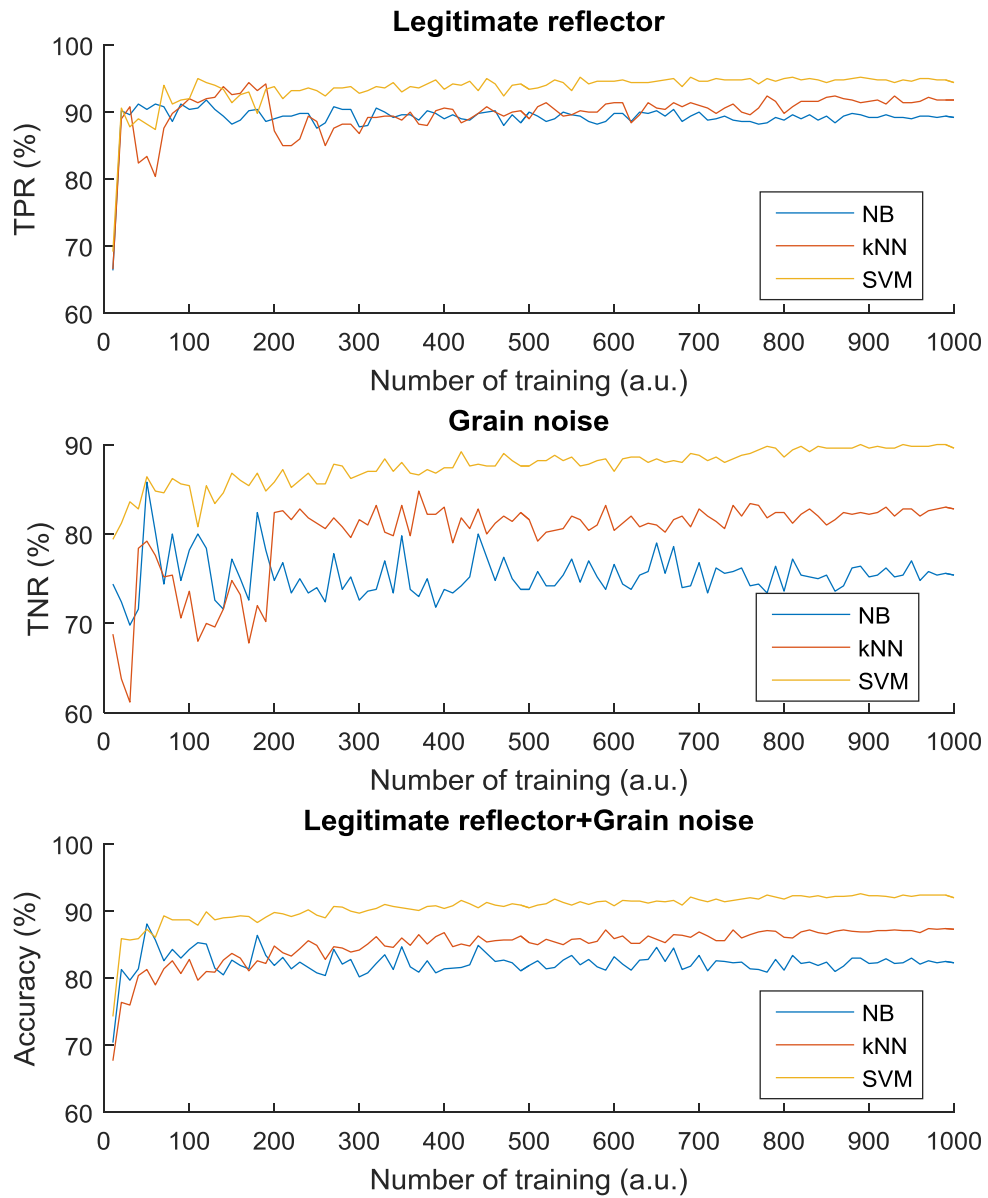 Legitimate reflector
100
90
80
70
60
TPR (%)
NB
kNN
SVM
0 100 200 300 400 500 600 700 800 900 1000
Number of training (a.u.)
Grain noise
90
80
70
60
TNR (%)
NB
kNN
SVM
0 100 200 300 400 500 600 700 800 900 1000
Number of training (a.u.)
Legitimate reflector+Grain noise
100
90
80
70
60
Accuracy (%)
NB
kNN
SVM
0 100 200 300 400 500 600 700 800 900 1000
Number of training (a.u.)